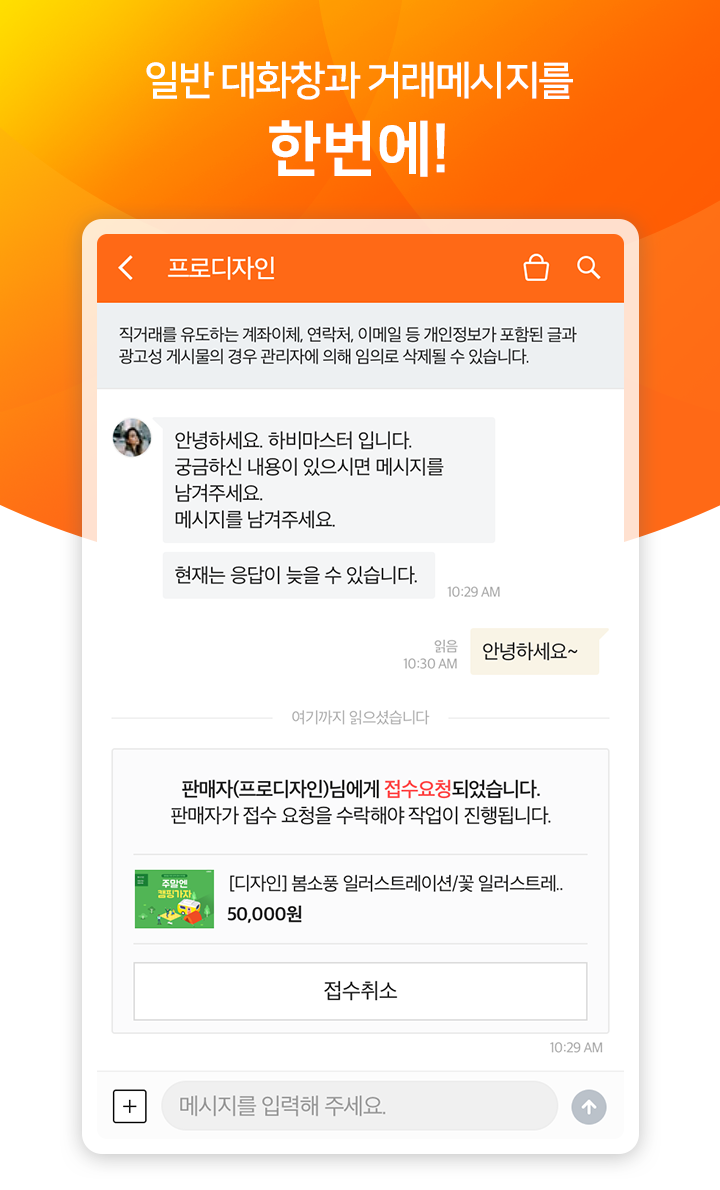 일반 대화창과 거래메시지를
한번에!
프로디자인
직거래를 유도하는 계좌이체, 연락처, 이메일 등 개인정보가 포함된 글과
광고성 게시물의 경우 관리자에 의해 임의로 삭제될 수 있습니다.
안녕하세요. 하비마스터 입니다.
궁금하신 내용이 있으시면 메시지를
남겨주세요.
메시지를 남겨주세요.
현재는 응답이 늦을 수 있습니다.
10:29 AM
읽음
10:30 AM
안녕하세요~
여기까지 읽으셨습니다
판매자(프로디자인)님에게 접수요청되었습니다.
판매자가 접수 요청을 수락해야 작업이 진행됩니다.
주말엔
캠핑가자
[디자인] 봄소풍 일러스트레이션/꽃 일러스트레..
50,000원
접수취소
10:29 AM
메시지를 입력해 주세요.